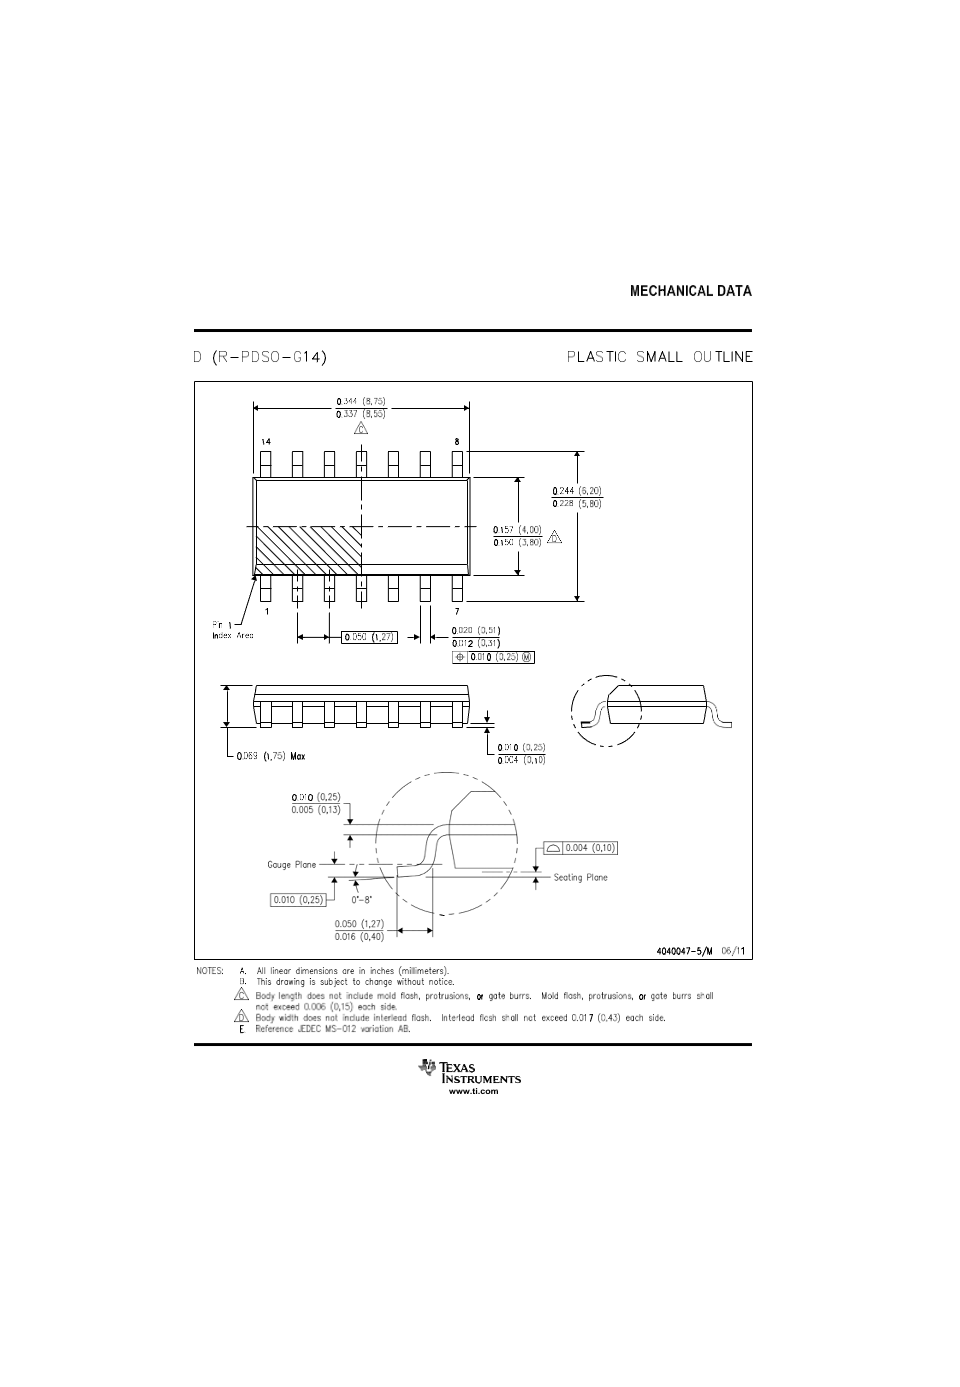 MECHANICAL DATA
D (R-PDSO-G14) PLASTIC SMALL OUTLINE
0.344 (8,75)
0.337 (8,55)
C
14 8
0.244 (6,20)
0.228 (5,80)
0.157 (4,00)
0.150 (3,80)
D
1 7
Pin 1
Index Area
0.050 (1,27)
0.020 (0,51)
0.012 (0,31)
⌖ 0.010 (0,25) Ⓜ
0.069 (1,75) Max
0.010 (0,25)
0.004 (0,10)
0.010 (0,25)
0.005 (0,13)
Gauge Plane
0.004 (0,10)
Seating Plane
0.010 (0,25)
0°-8°
0.050 (1,27)
0.016 (0,40)
4040047-5/M 06/11
NOTES: A. All linear dimensions are in inches (millimeters).
B. This drawing is subject to change without notice.
C Body length does not include mold flash, protrusions, or gate burrs. Mold flash, protrusions, or gate burrs shall
not exceed 0.006 (0,15) each side.
D Body width does not include interlead flash. Interlead flash shall not exceed 0.017 (0,43) each side.
E. Reference JEDEC MS-012 variation AB.
TEXAS
INSTRUMENTS
www.ti.com